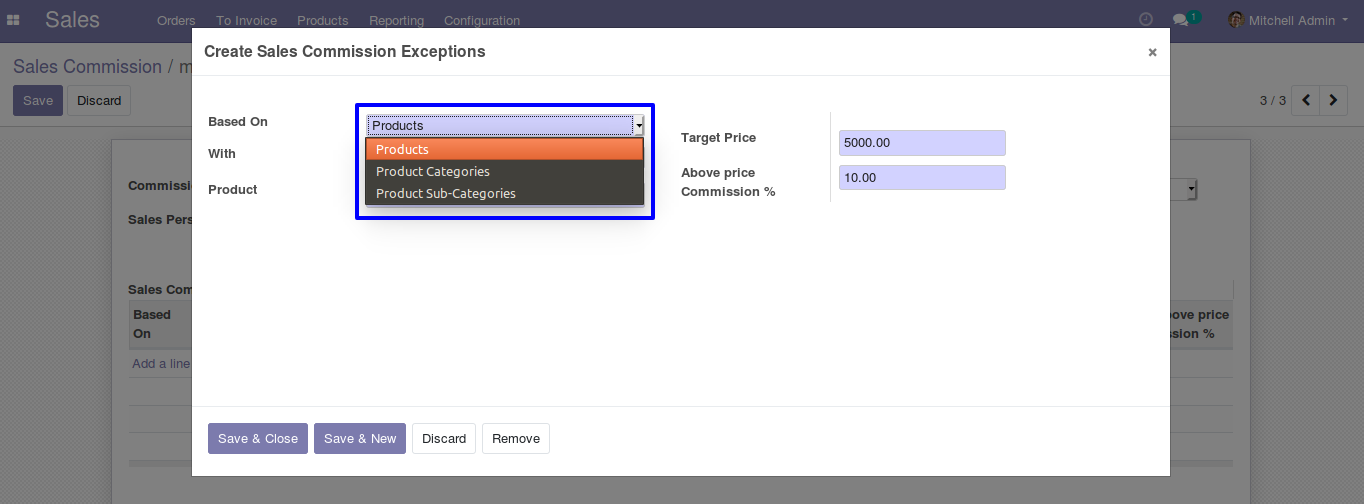 Sales
Orders
To Invoice
Products
Reporting
Configuration
1
Mitchell Admin
Sales Commission / m
Save
Discard
3 / 3
Create Sales Commission Exceptions
×
Based On
Products
Products
Product Categories
Product Sub-Categories
With
Product
Target Price
5000.00
Above price
Commission %
10.00
Commissi
Sales Pers
Sales Com
Based
On
ove price
sion %
Add a line
Save & Close
Save & New
Discard
Remove